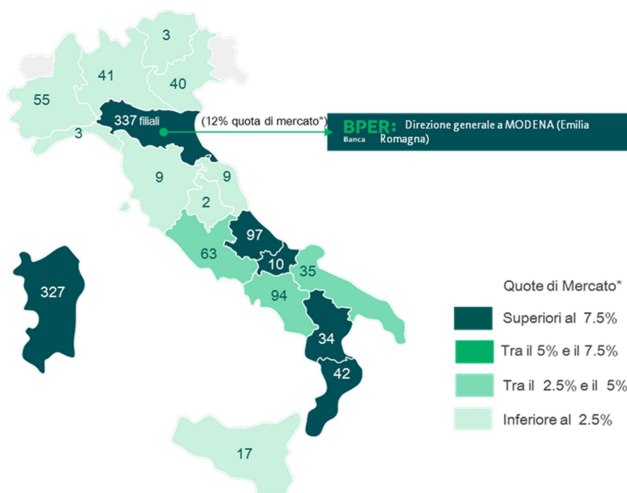 3
41
40
55
337 filiali
(12% quota di mercato*)
BPER:
Banca
Direzione generale a MODENA (Emilia
Romagna)
3
9
9
2
97
63
10
35
327
94
34
42
17
Quote di Mercato*
Superiori al 7.5%
Tra il 5% e il 7.5%
Tra il 2.5% e il 5%
Inferiore al 2.5%